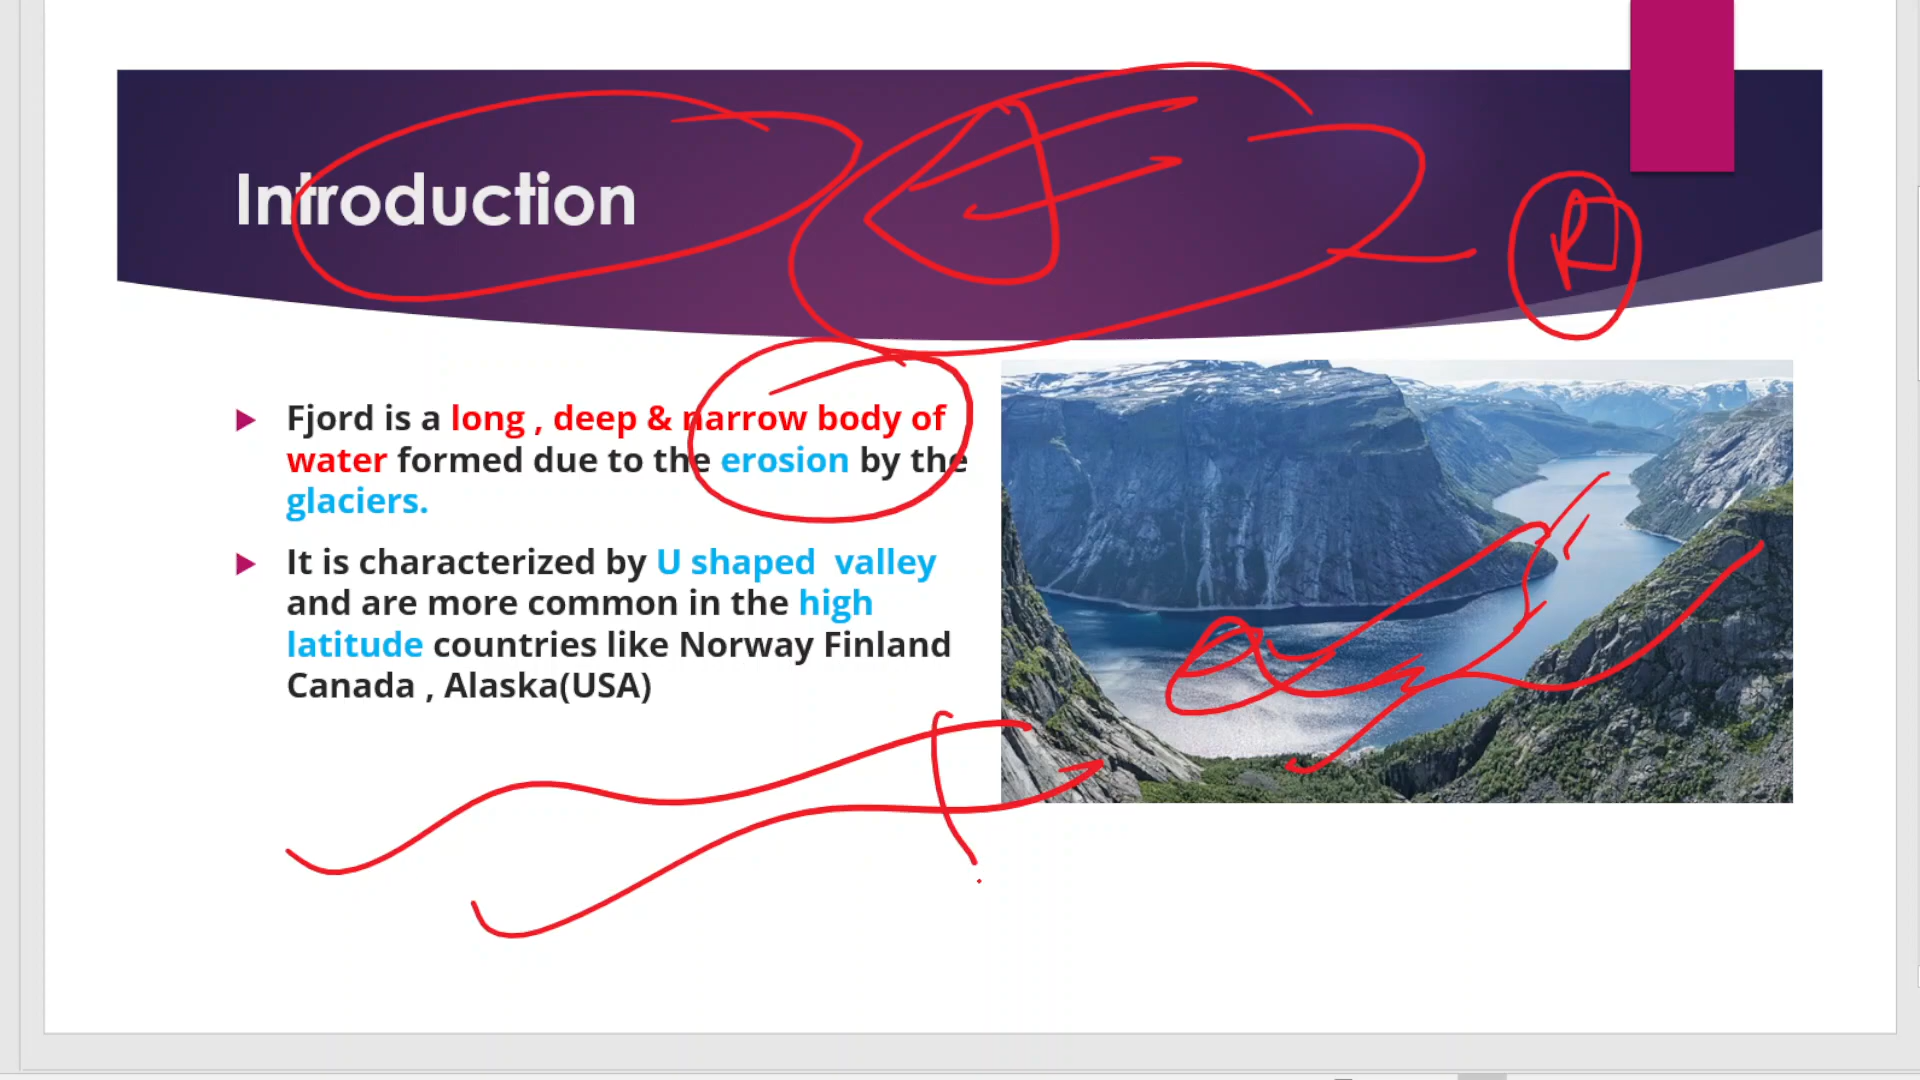 Introduction
Fjord is a long , deep & narrow body of
water formed due to the erosion by the
glaciers.
It is characterized by U shaped valley
and are more common in the high
latitude countries like Norway Finland
Canada , Alaska(USA)